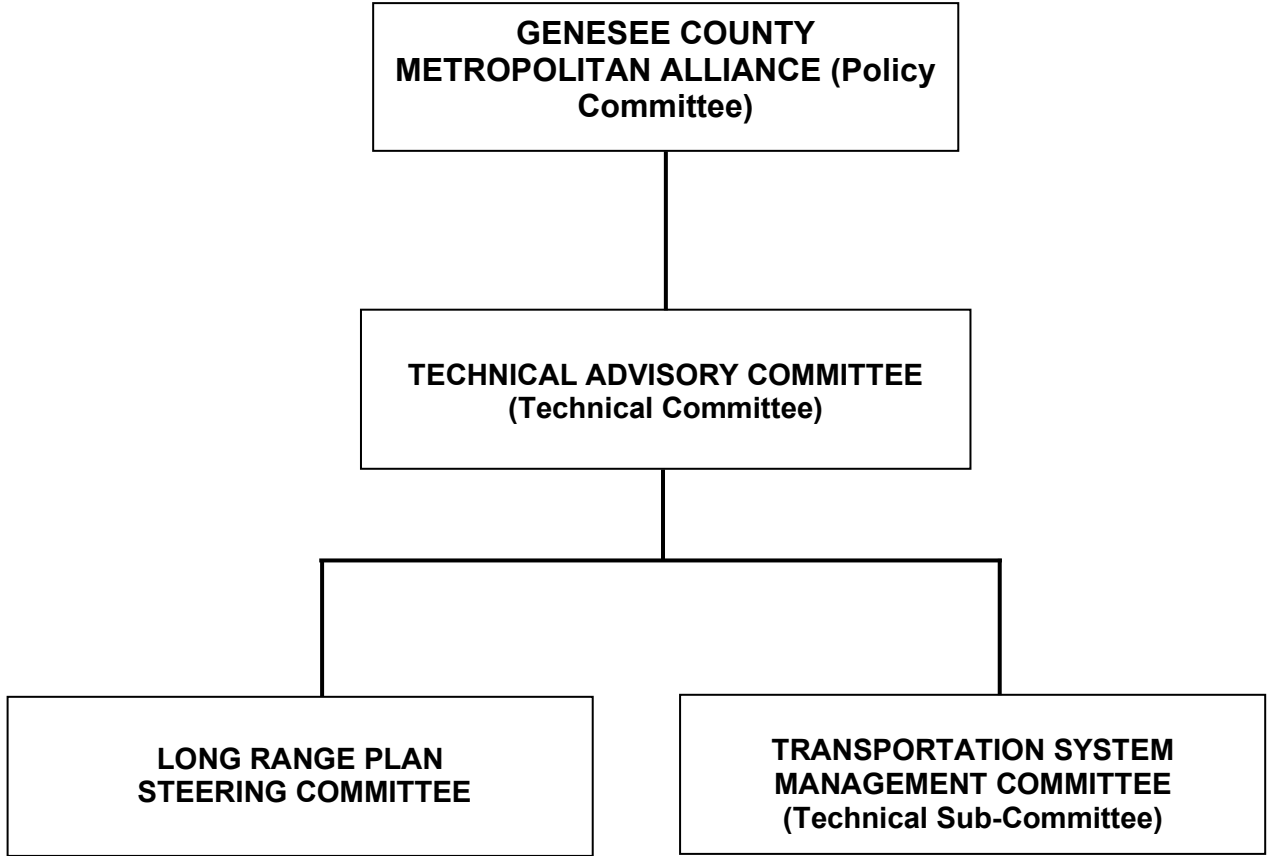 GENESEE COUNTY
METROPOLITAN ALLIANCE (Policy
Committee)
TECHNICAL ADVISORY COMMITTEE
(Technical Committee)
LONG RANGE PLAN
STEERING COMMITTEE
TRANSPORTATION SYSTEM
MANAGEMENT COMMITTEE
(Technical Sub-Committee)